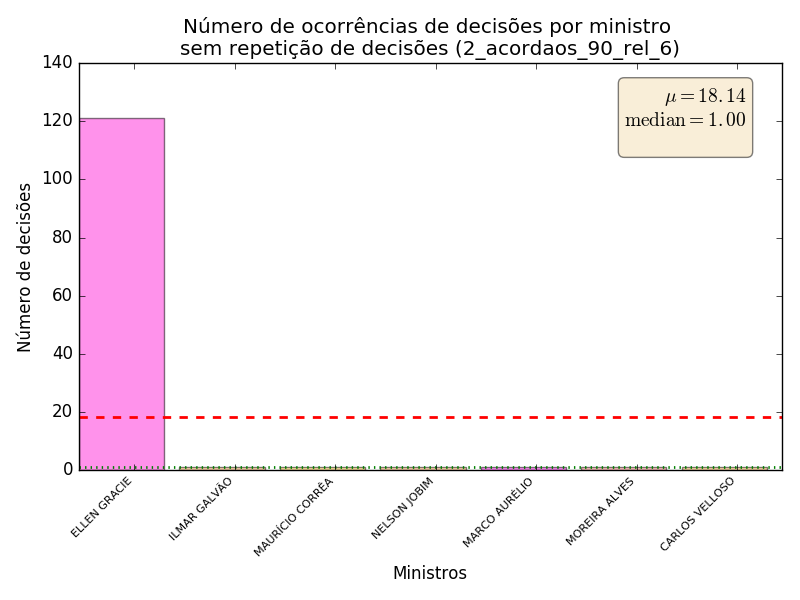 Número de ocorrências de decisões por ministro
sem repetição de decisões (2_acordaos_90_rel_6)
μ = 18.14
median = 1.00
140
120
100
80
60
40
20
0
Número de decisões
ELLEN GRACIE
ILMAR GALVÃO
MAURÍCIO CORRÊA
NELSON JOBIM
MARCO AURÉLIO
MOREIRA ALVES
CARLOS VELLOSO
Ministros